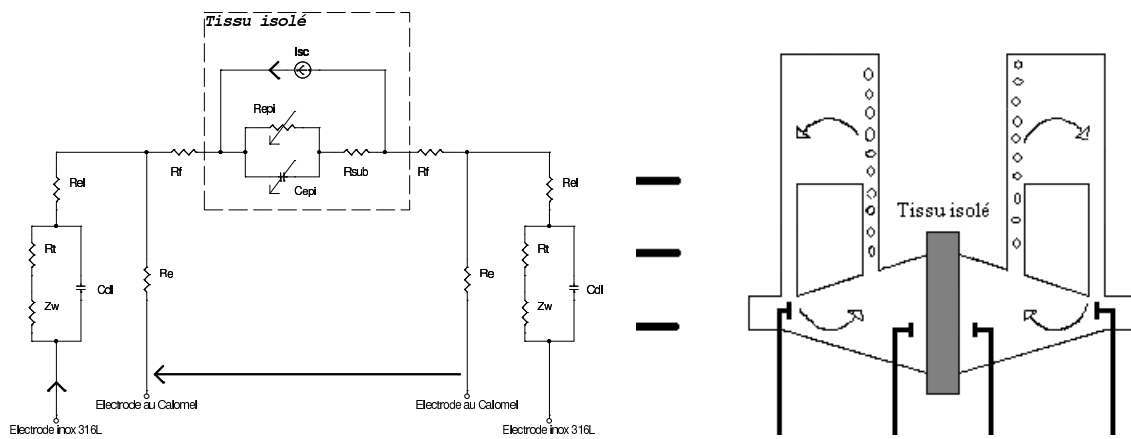 Tissu isolé
Isc
Repi
Rf
Rsub
Rf
Cepi
Rel
Rel
Rt
Cdl
Zw
Re
Re
Rt
Cdl
Zw
Electrode au Calomel
Electrode au Calomel
Electrode inox 316L
Electrode inox 316L
Tissu isolé